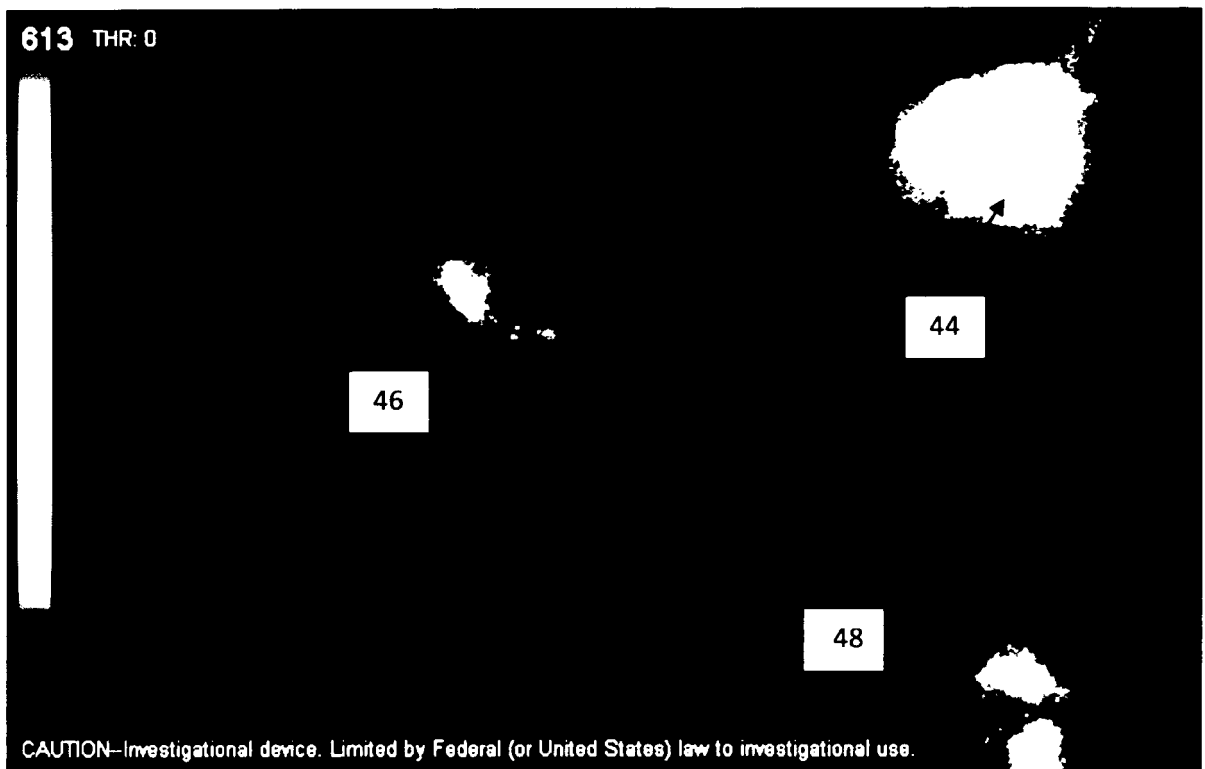 613 THR: 0
44
46
48
CAUTION--Investigational device. Limited by Federal (or United States) law to investigational use.